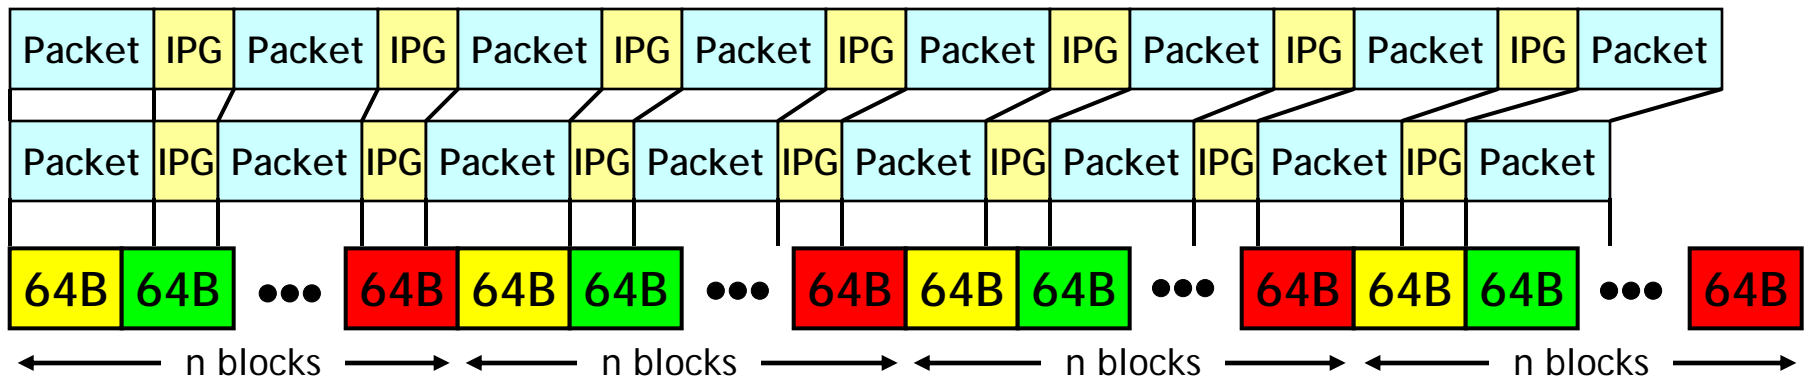 Packet IPG Packet IPG Packet IPG Packet IPG Packet IPG Packet IPG Packet IPG Packet
Packet IPG Packet IPG Packet IPG Packet IPG Packet IPG Packet IPG Packet IPG Packet
64B 64B ●●● 64B 64B 64B ●●● 64B 64B 64B ●●● 64B 64B 64B ●●● 64B
n blocks n blocks n blocks n blocks